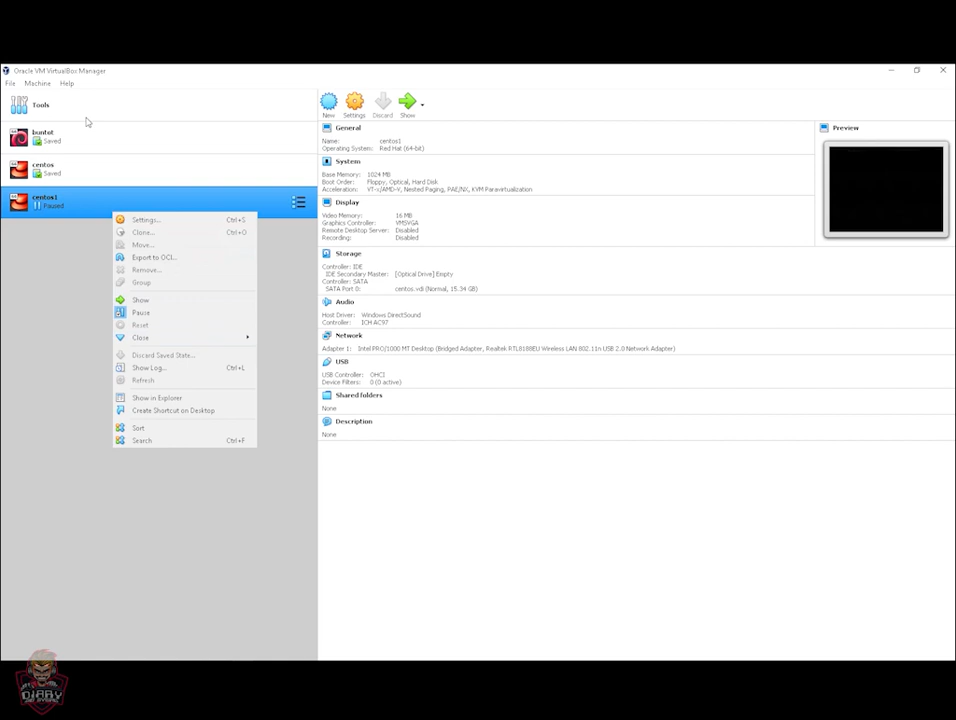 Oracle VM VirtualBox Manager
File Machine Help
Tools
buntot
Saved
centos
Saved
centos1
Paused
Settings... Ctrl+S
Clone... Ctrl+O
Move...
Export to OCI...
Remove...
Group
Show
Pause
Reset
Close
Discard Saved State...
Show Log... Ctrl+L
Refresh
Show in Explorer
Create Shortcut on Desktop
Sort
Search Ctrl+F
New Settings Discard Show
General
Name: centos1
Operating System: Red Hat (64-bit)
System
Base Memory: 1024 MB
Boot Order: Floppy, Optical, Hard Disk
Acceleration: VT-x/AMD-V, Nested Paging, PAE/NX, KVM Paravirtualization
Display
Video Memory: 16 MB
Graphics Controller: VMSVGA
Remote Desktop Server: Disabled
Recording: Disabled
Storage
Controller: IDE
IDE Secondary Master: [Optical Drive] Empty
Controller: SATA
SATA Port 0: centos.vdi (Normal, 15.34 GB)
Audio
Host Driver: Windows DirectSound
Controller: ICH AC97
Network
Adapter 1: Intel PRO/1000 MT Desktop (Bridged Adapter, Realtek RTL8188EU Wireless LAN 802.11n USB 2.0 Network Adapter)
USB
USB Controller: OHCI
Device Filters: 0 (0 active)
Shared folders
None
Description
None
Preview